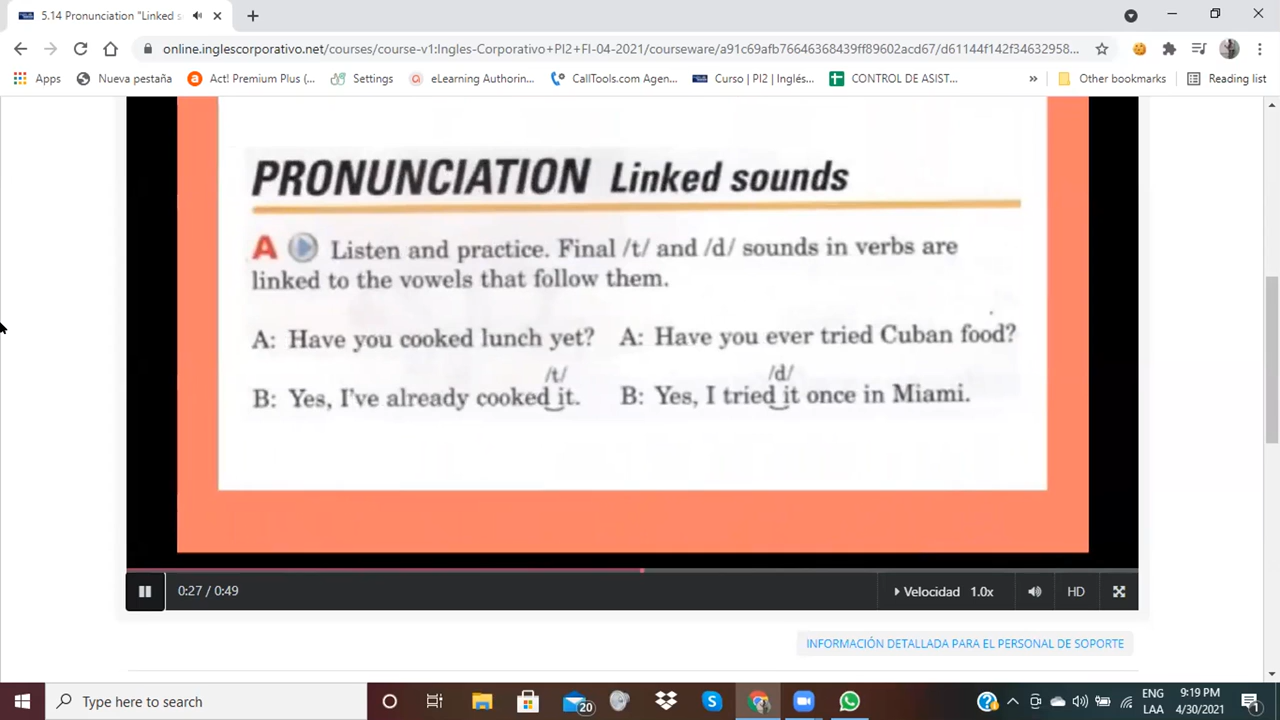 5.14 Pronunciation "Linked s
online.inglescorporativo.net/courses/course-v1:Ingles-Corporativo+PI2+FI-04-2021/courseware/a91c69afb76646368439ff89602acd67/d61144f142f34632958...
Apps Nueva pestaña Act! Premium Plus (... Settings eLearning Authorin... CallTools.com Agen... Curso | PI2 | Inglés... CONTROL DE ASIST... » Other bookmarks Reading list
PRONUNCIATION Linked sounds
A Listen and practice. Final /t/ and /d/ sounds in verbs are
linked to the vowels that follow them.
A: Have you cooked lunch yet? A: Have you ever tried Cuban food?
/t/ /d/
B: Yes, I've already cooked it. B: Yes, I tried it once in Miami.
0:27 / 0:49 Velocidad 1.0x HD
INFORMACIÓN DETALLADA PARA EL PERSONAL DE SOPORTE
Type here to search 20 ENG 9:19 PM
LAA 4/30/2021 1